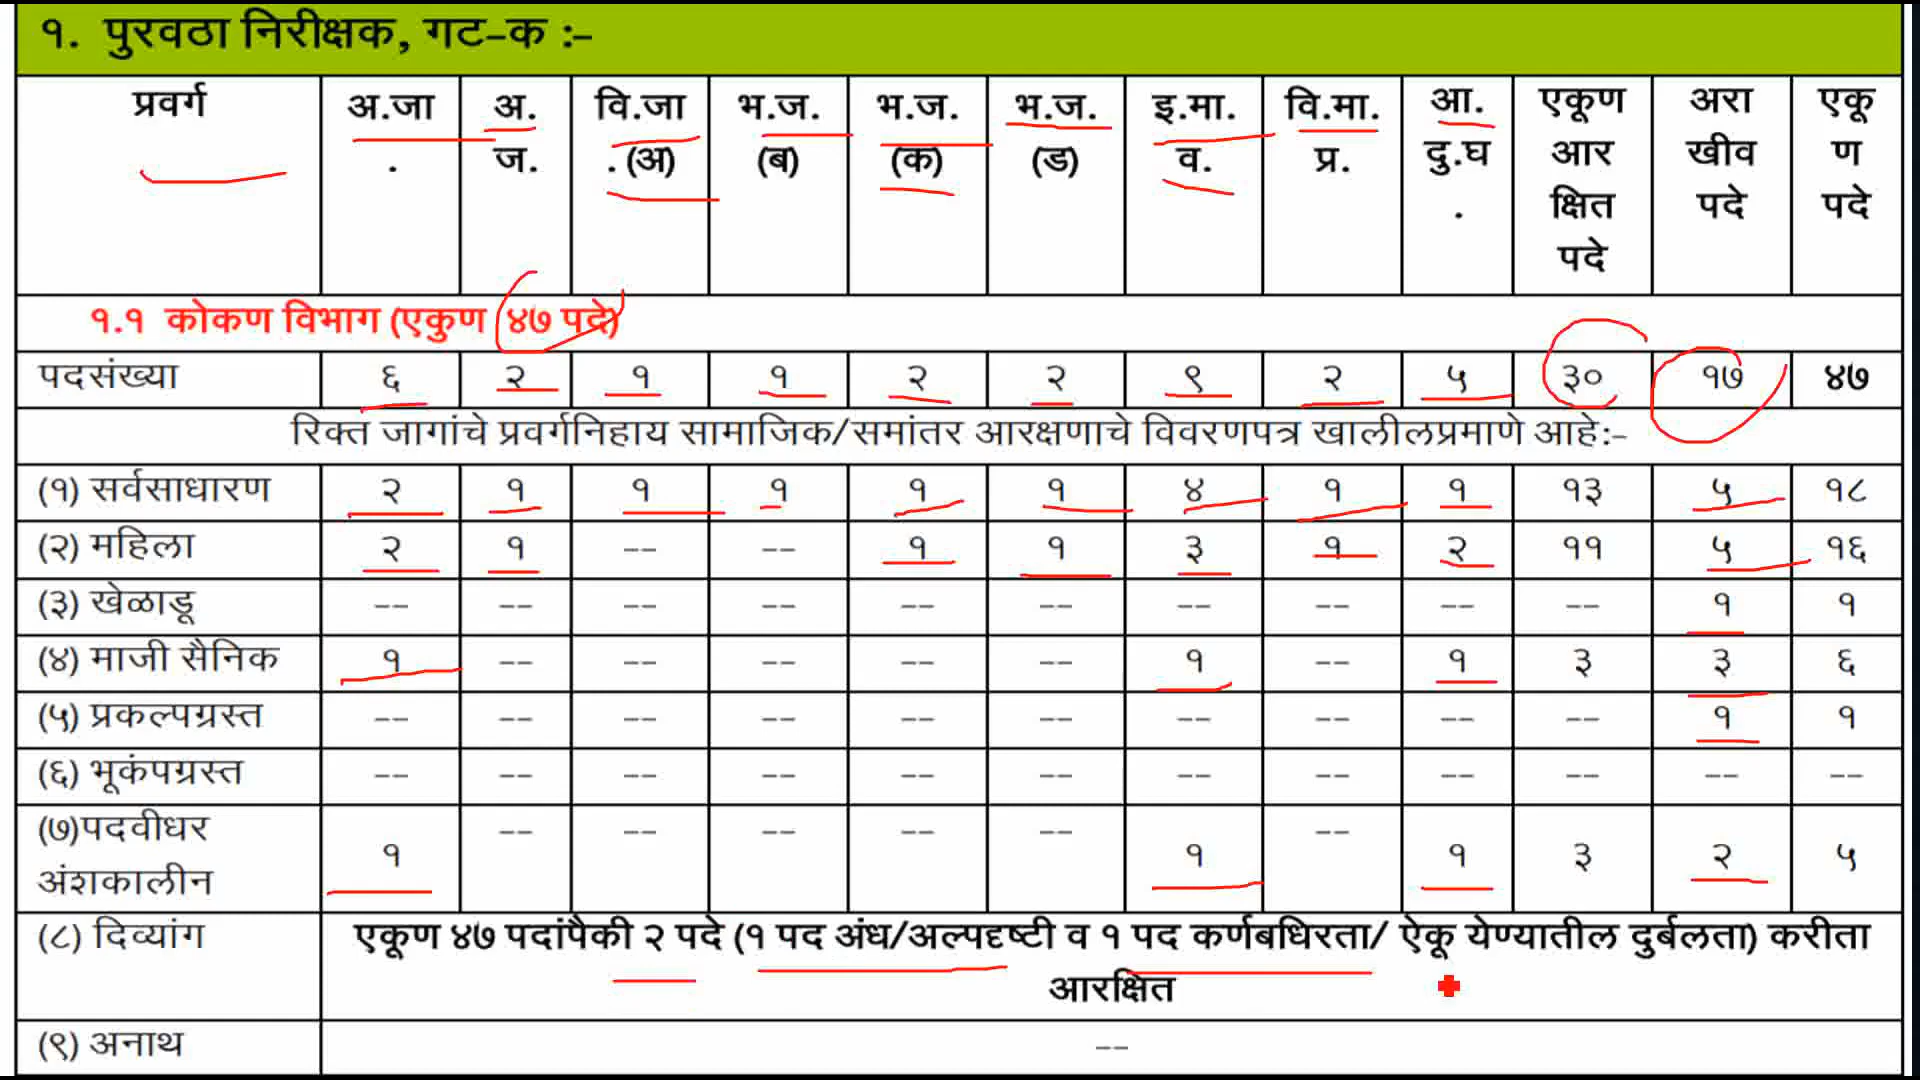 १. पुरवठा निरीक्षक, गट-क :-
प्रवर्ग अ.जा. अ.ज. वि.जा.(अ) भ.ज.(ब) भ.ज.(क) भ.ज.(ड) इ.मा.व. वि.मा.प्र. आ.दु.घ. एकूण आरक्षित पदे अराखीव पदे एकूण पदे
१.१ कोकण विभाग (एकुण ४७ पदे)
पदसंख्या ६ २ १ १ २ २ ९ २ ५ ३० १७ ४७
रिक्त जागांचे प्रवर्गनिहाय सामाजिक/समांतर आरक्षणाचे विवरणपत्र खालीलप्रमाणे आहे:-
(१) सर्वसाधारण २ १ १ १ १ १ ४ १ १ १३ ५ १८
(२) महिला २ १ -- -- १ १ ३ १ २ ११ ५ १६
(३) खेळाडू -- -- -- -- -- -- -- -- -- -- १ १
(४) माजी सैनिक १ -- -- -- -- -- १ -- १ ३ ३ ६
(५) प्रकल्पग्रस्त -- -- -- -- -- -- -- -- -- -- १ १
(६) भूकंपग्रस्त -- -- -- -- -- -- -- -- -- -- -- --
(७)पदवीधर अंशकालीन १ -- -- -- -- -- १ -- १ ३ २ ५
(८) दिव्यांग एकूण ४७ पदांपैकी २ पदे (१ पद अंध/अल्पदृष्टी व १ पद कर्णबधिरता/ ऐकू येण्यातील दुर्बलता) करीता
आरक्षित
(९) अनाथ --